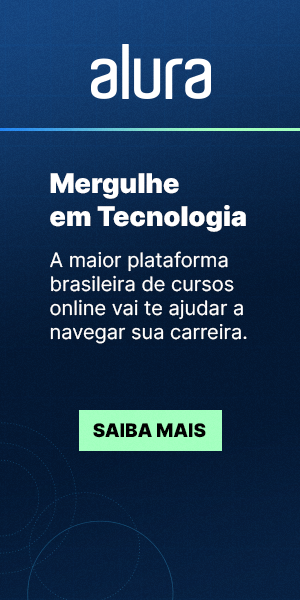 alura
Mergulhe
em Tecnologia
A maior plataforma
brasileira de cursos
online vai te ajudar a
navegar sua carreira.
SAIBA MAIS